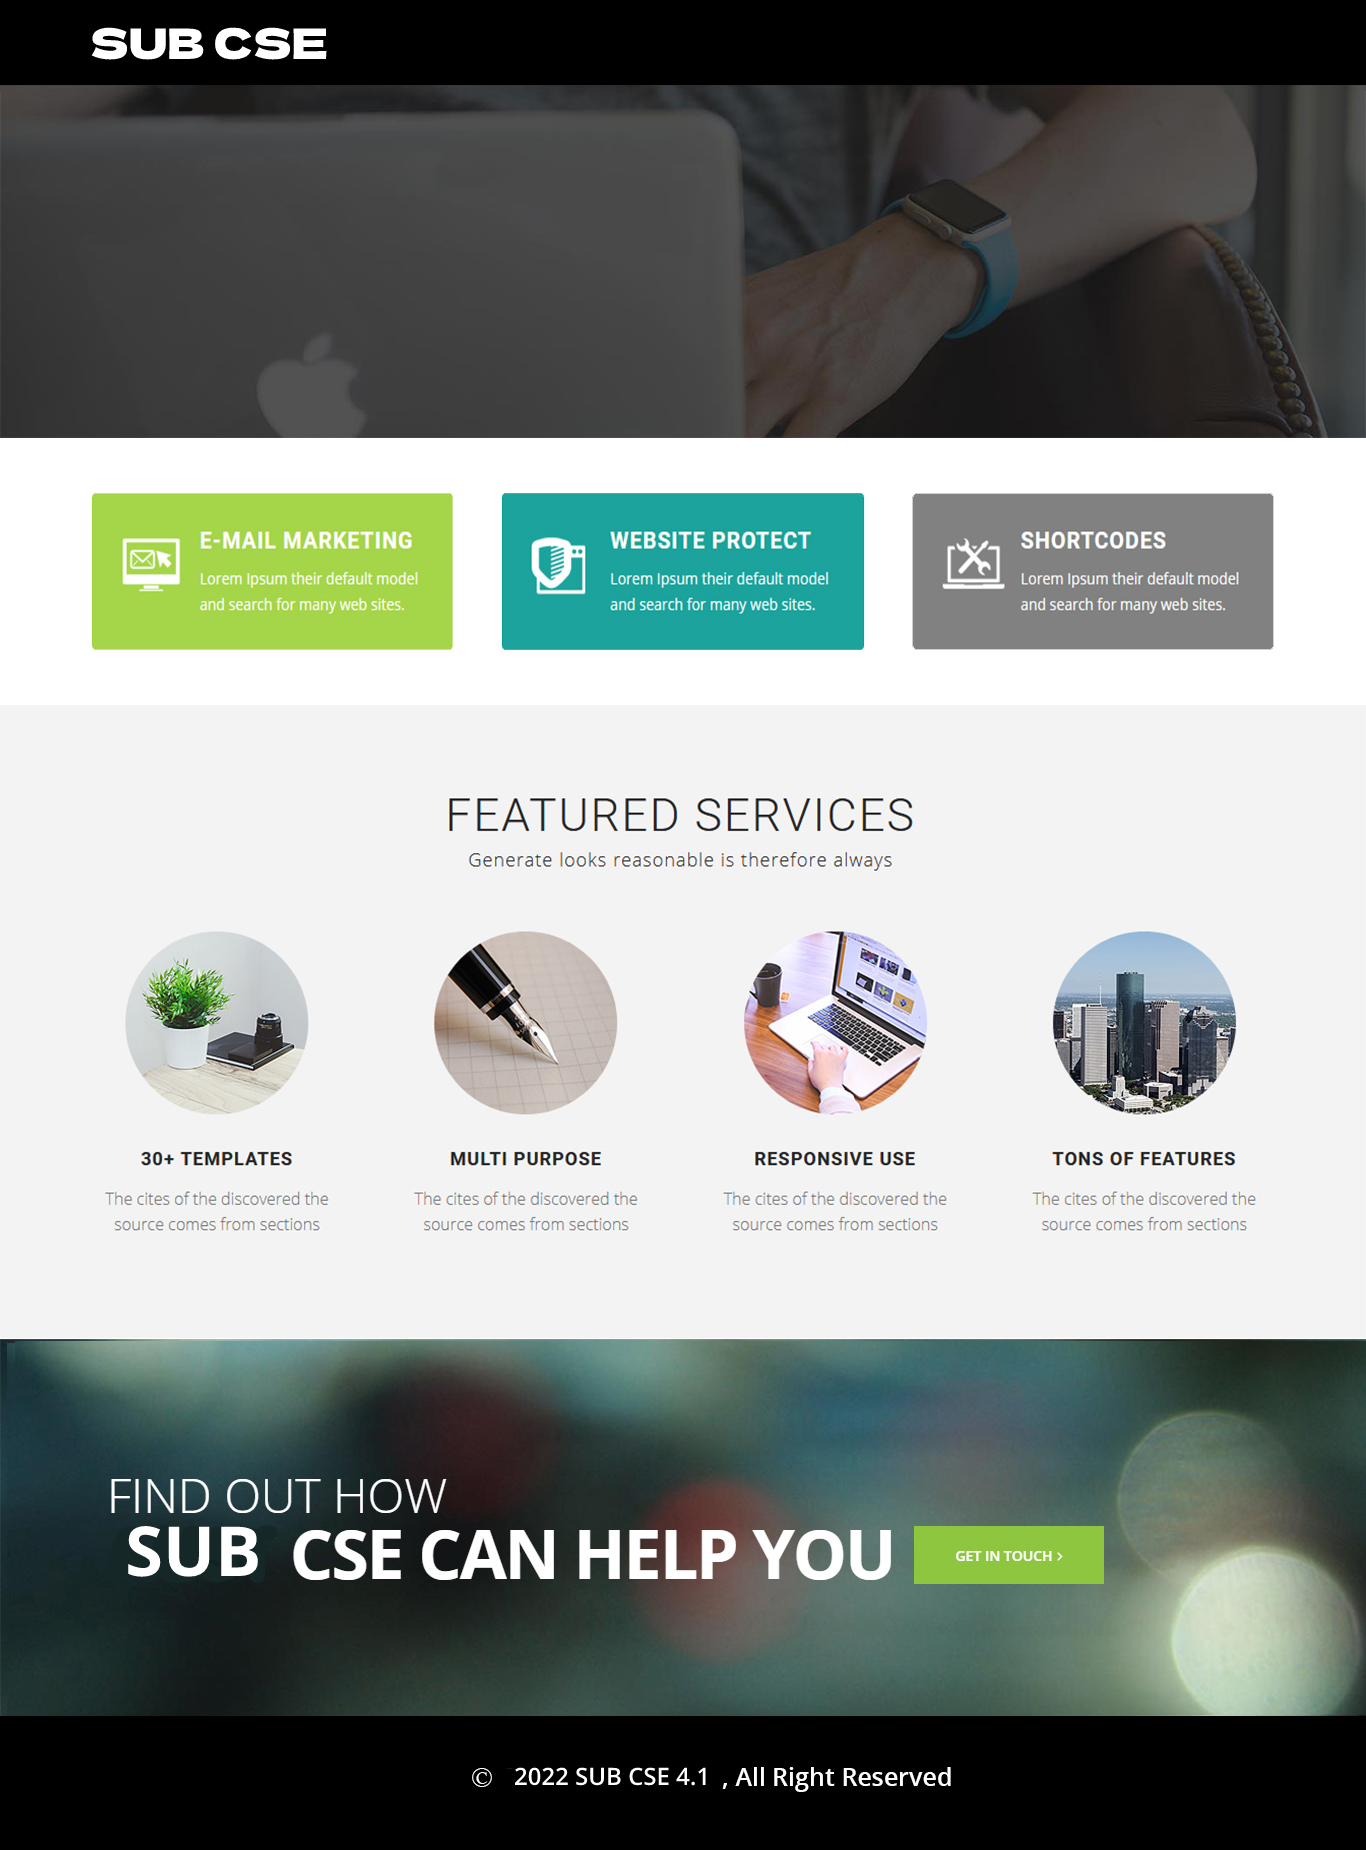 SUB CSE
E-MAIL MARKETING
Lorem Ipsum their default model
and search for many web sites.
WEBSITE PROTECT
Lorem Ipsum their default model
and search for many web sites.
SHORTCODES
Lorem Ipsum their default model
and search for many web sites.
FEATURED SERVICES
Generate looks reasonable is therefore always
30+ TEMPLATES
The cites of the discovered the
source comes from sections
MULTI PURPOSE
The cites of the discovered the
source comes from sections
RESPONSIVE USE
The cites of the discovered the
source comes from sections
TONS OF FEATURES
The cites of the discovered the
source comes from sections
FIND OUT HOW
SUB CSE CAN HELP YOU
GET IN TOUCH ›
© 2022 SUB CSE 4.1 , All Right Reserved